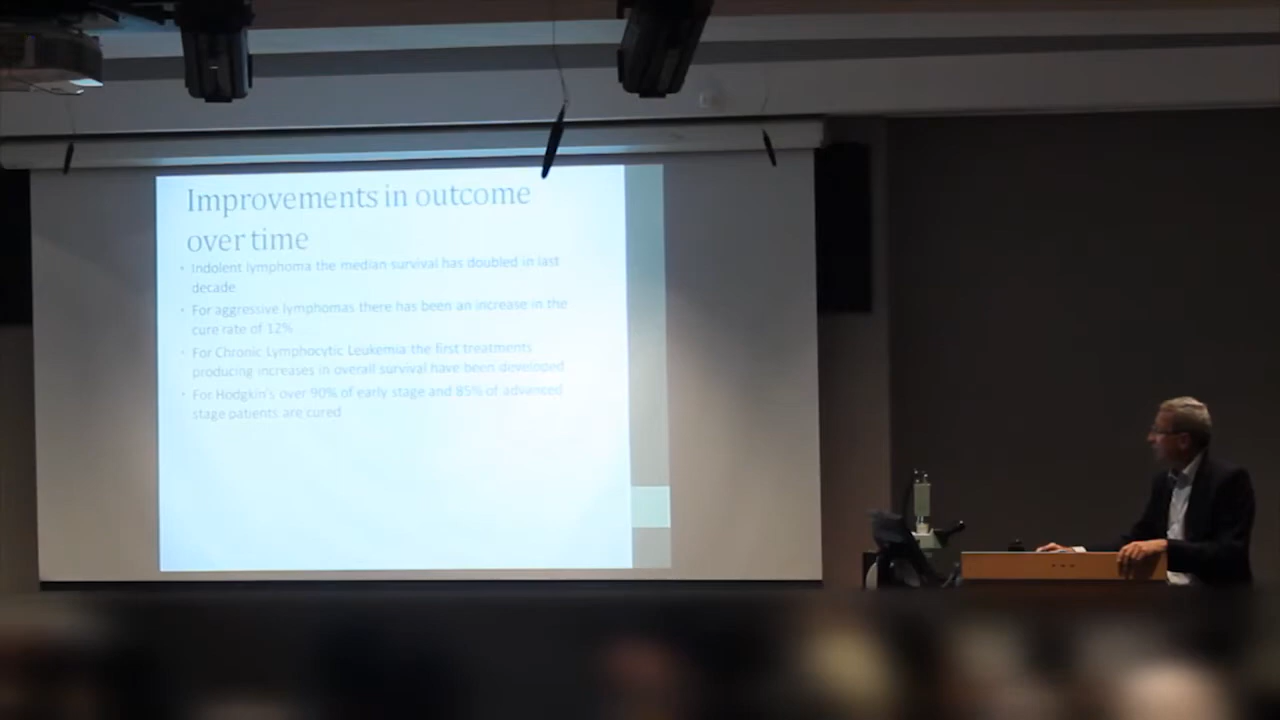 Improvements in outcome
over time
• Indolent lymphoma the median survival has doubled in last
decade
• For aggressive lymphomas there has been an increase in the
cure rate of 12%
• For Chronic Lymphocytic Leukemia the first treatments
producing increases in overall survival have been developed
• For Hodgkin's over 90% of early stage and 85% of advanced
stage patients are cured